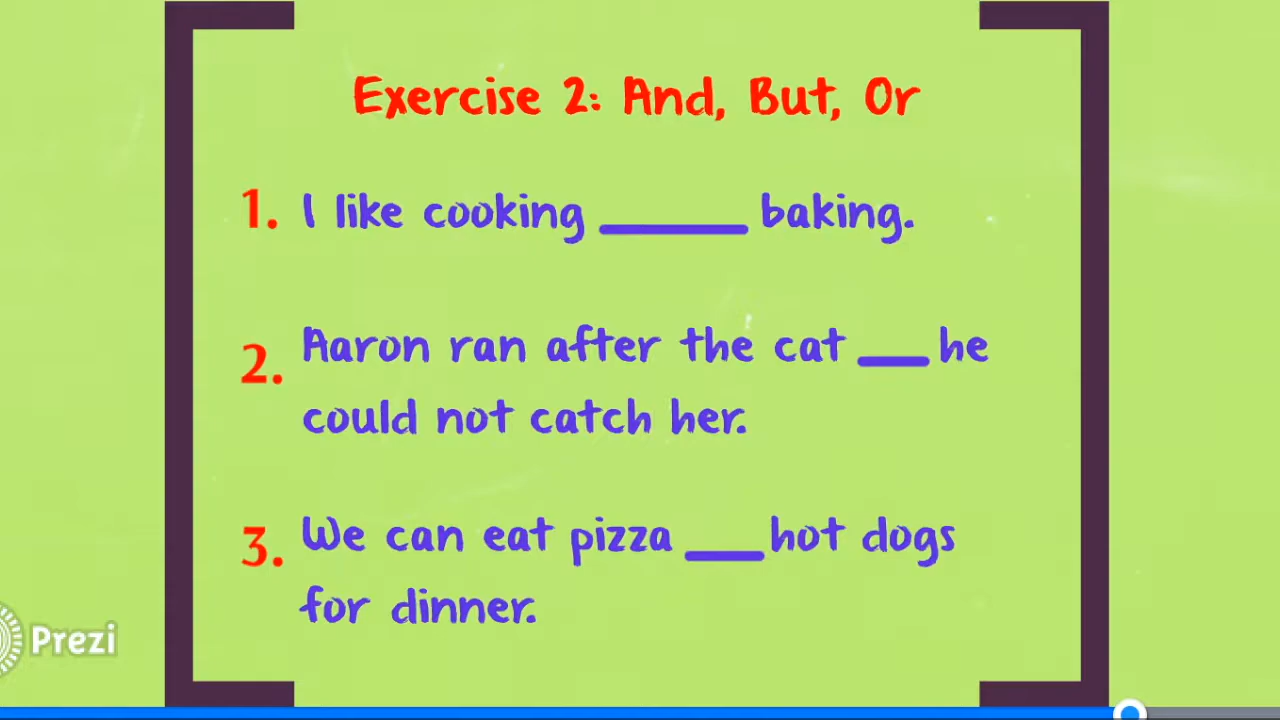 Exercise 2: And, But, Or
1. I like cooking ______ baking.
2. Aaron ran after the cat ___ he
could not catch her.
3. We can eat pizza ___ hot dogs
for dinner.
Prezi